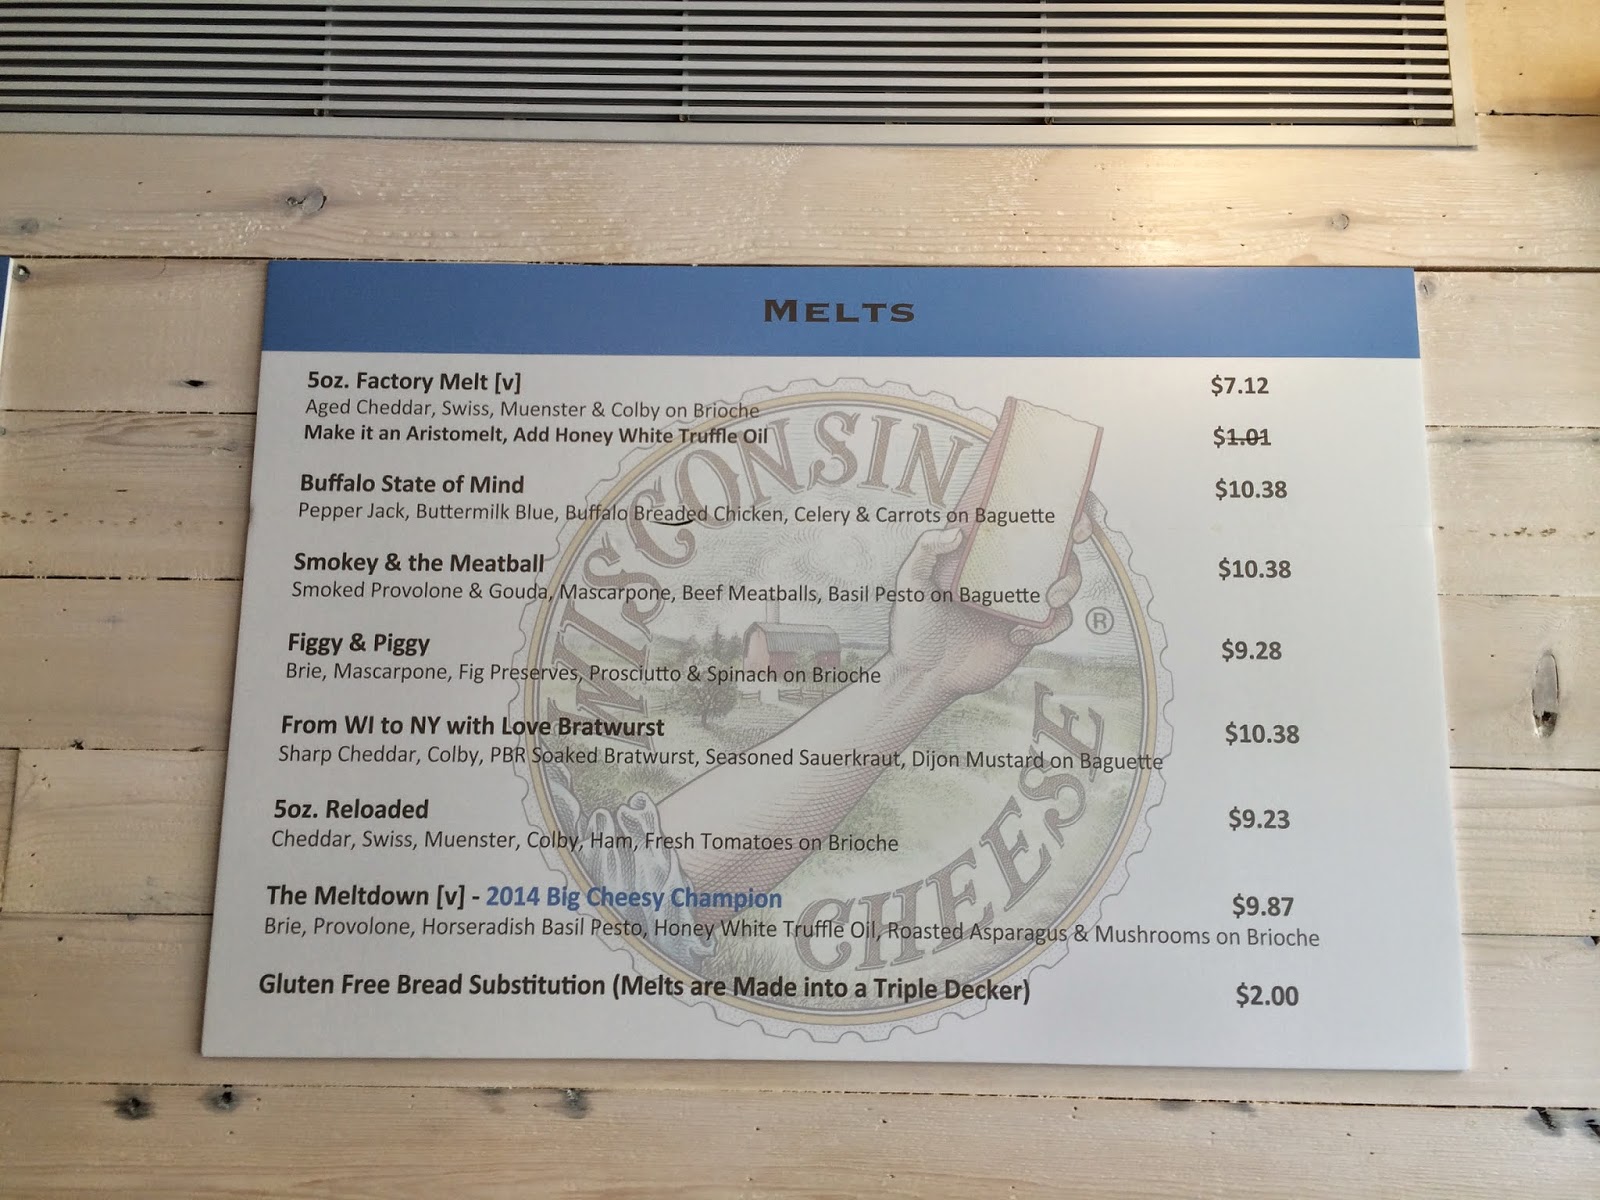 MELTS
5oz. Factory Melt [v] $7.12
Aged Cheddar, Swiss, Muenster & Colby on Brioche
Make it an Aristomelt, Add Honey White Truffle Oil $1.01
Buffalo State of Mind $10.38
Pepper Jack, Buttermilk Blue, Buffalo Breaded Chicken, Celery & Carrots on Baguette
Smokey & the Meatball $10.38
Smoked Provolone & Gouda, Mascarpone, Beef Meatballs, Basil Pesto on Baguette
Figgy & Piggy $9.28
Brie, Mascarpone, Fig Preserves, Prosciutto & Spinach on Brioche
From WI to NY with Love Bratwurst $10.38
Sharp Cheddar, Colby, PBR Soaked Bratwurst, Seasoned Sauerkraut, Dijon Mustard on Baguette
5oz. Reloaded $9.23
Cheddar, Swiss, Muenster, Colby, Ham, Fresh Tomatoes on Brioche
The Meltdown [v] - 2014 Big Cheesy Champion $9.87
Brie, Provolone, Horseradish Basil Pesto, Honey White Truffle Oil, Roasted Asparagus & Mushrooms on Brioche
Gluten Free Bread Substitution (Melts are Made into a Triple Decker) $2.00
WISCONSIN
CHEESE
®